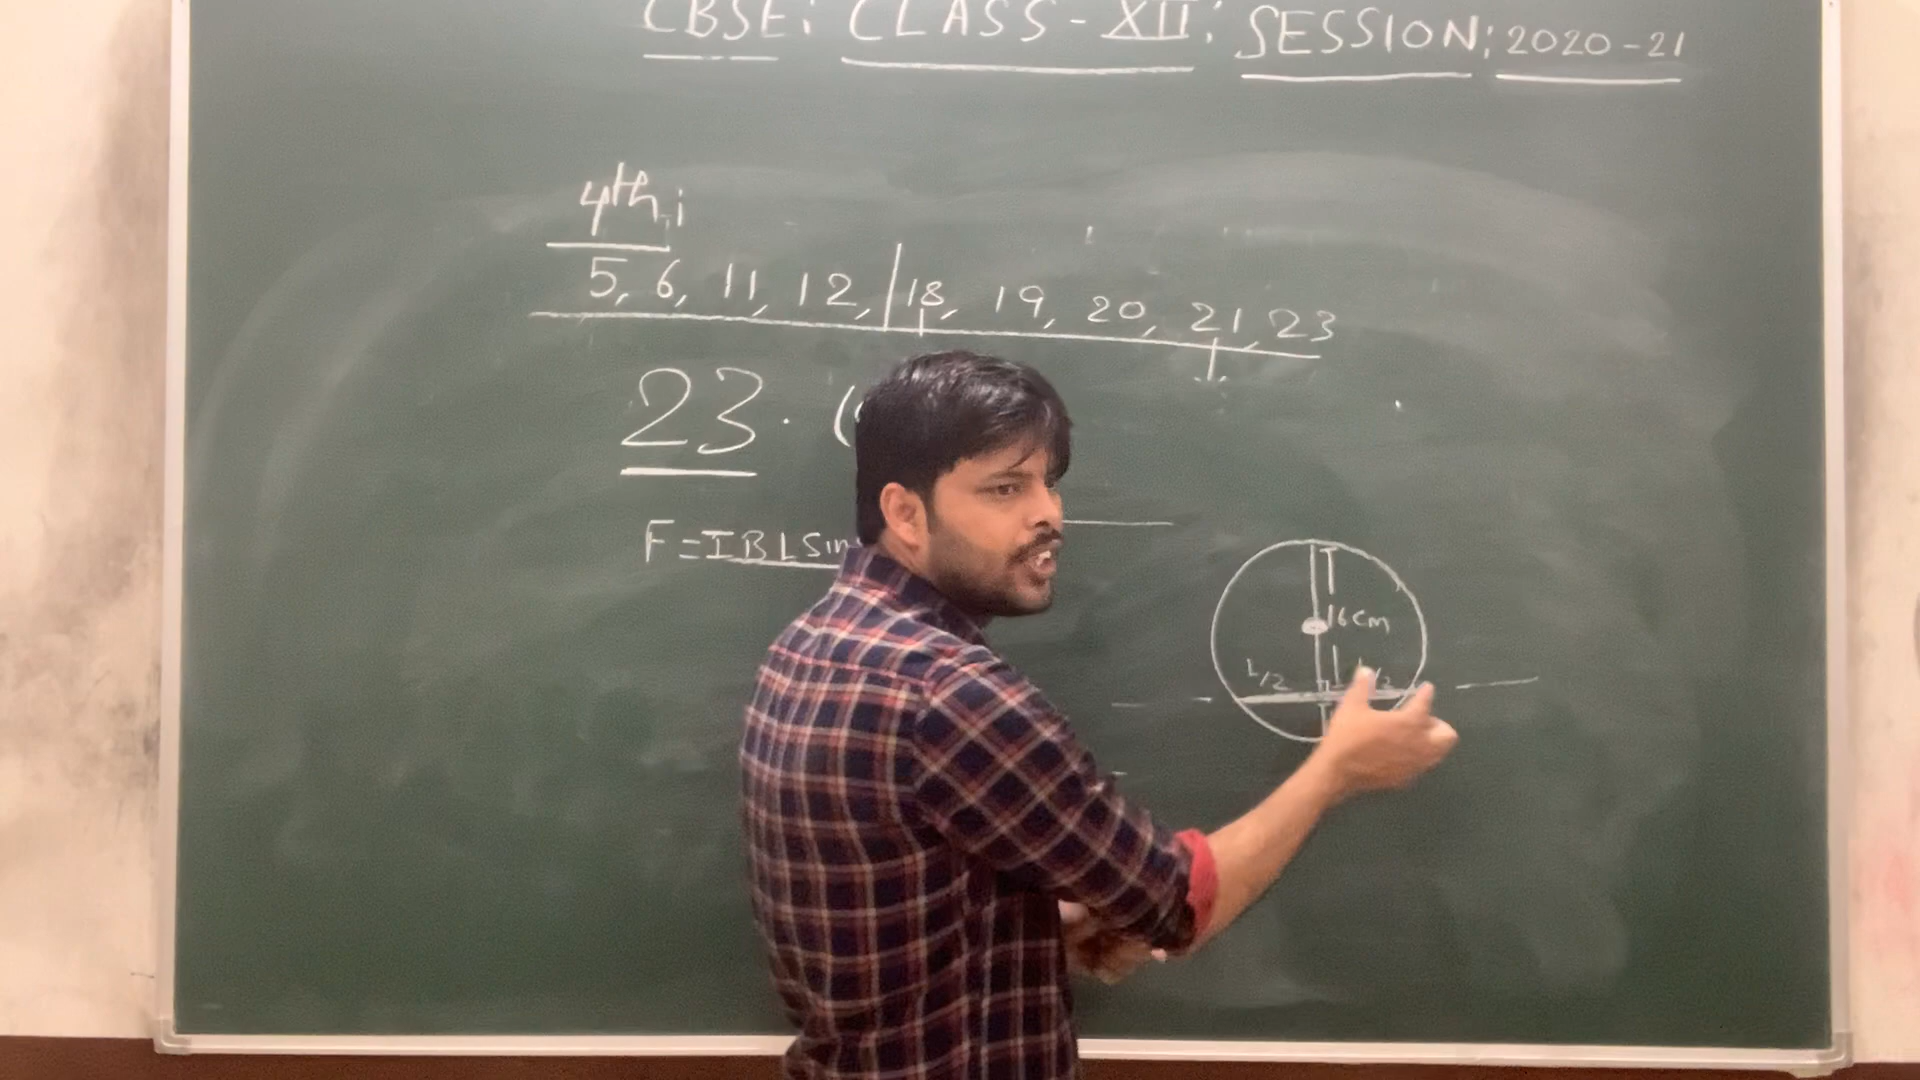 CBSE: CLASS-XII: SESSION: 2020-21
4th:
5, 6, 11, 12, 18, 19, 20, 21, 23
23. (
F = IBLSin
16cm
L/2 L/2